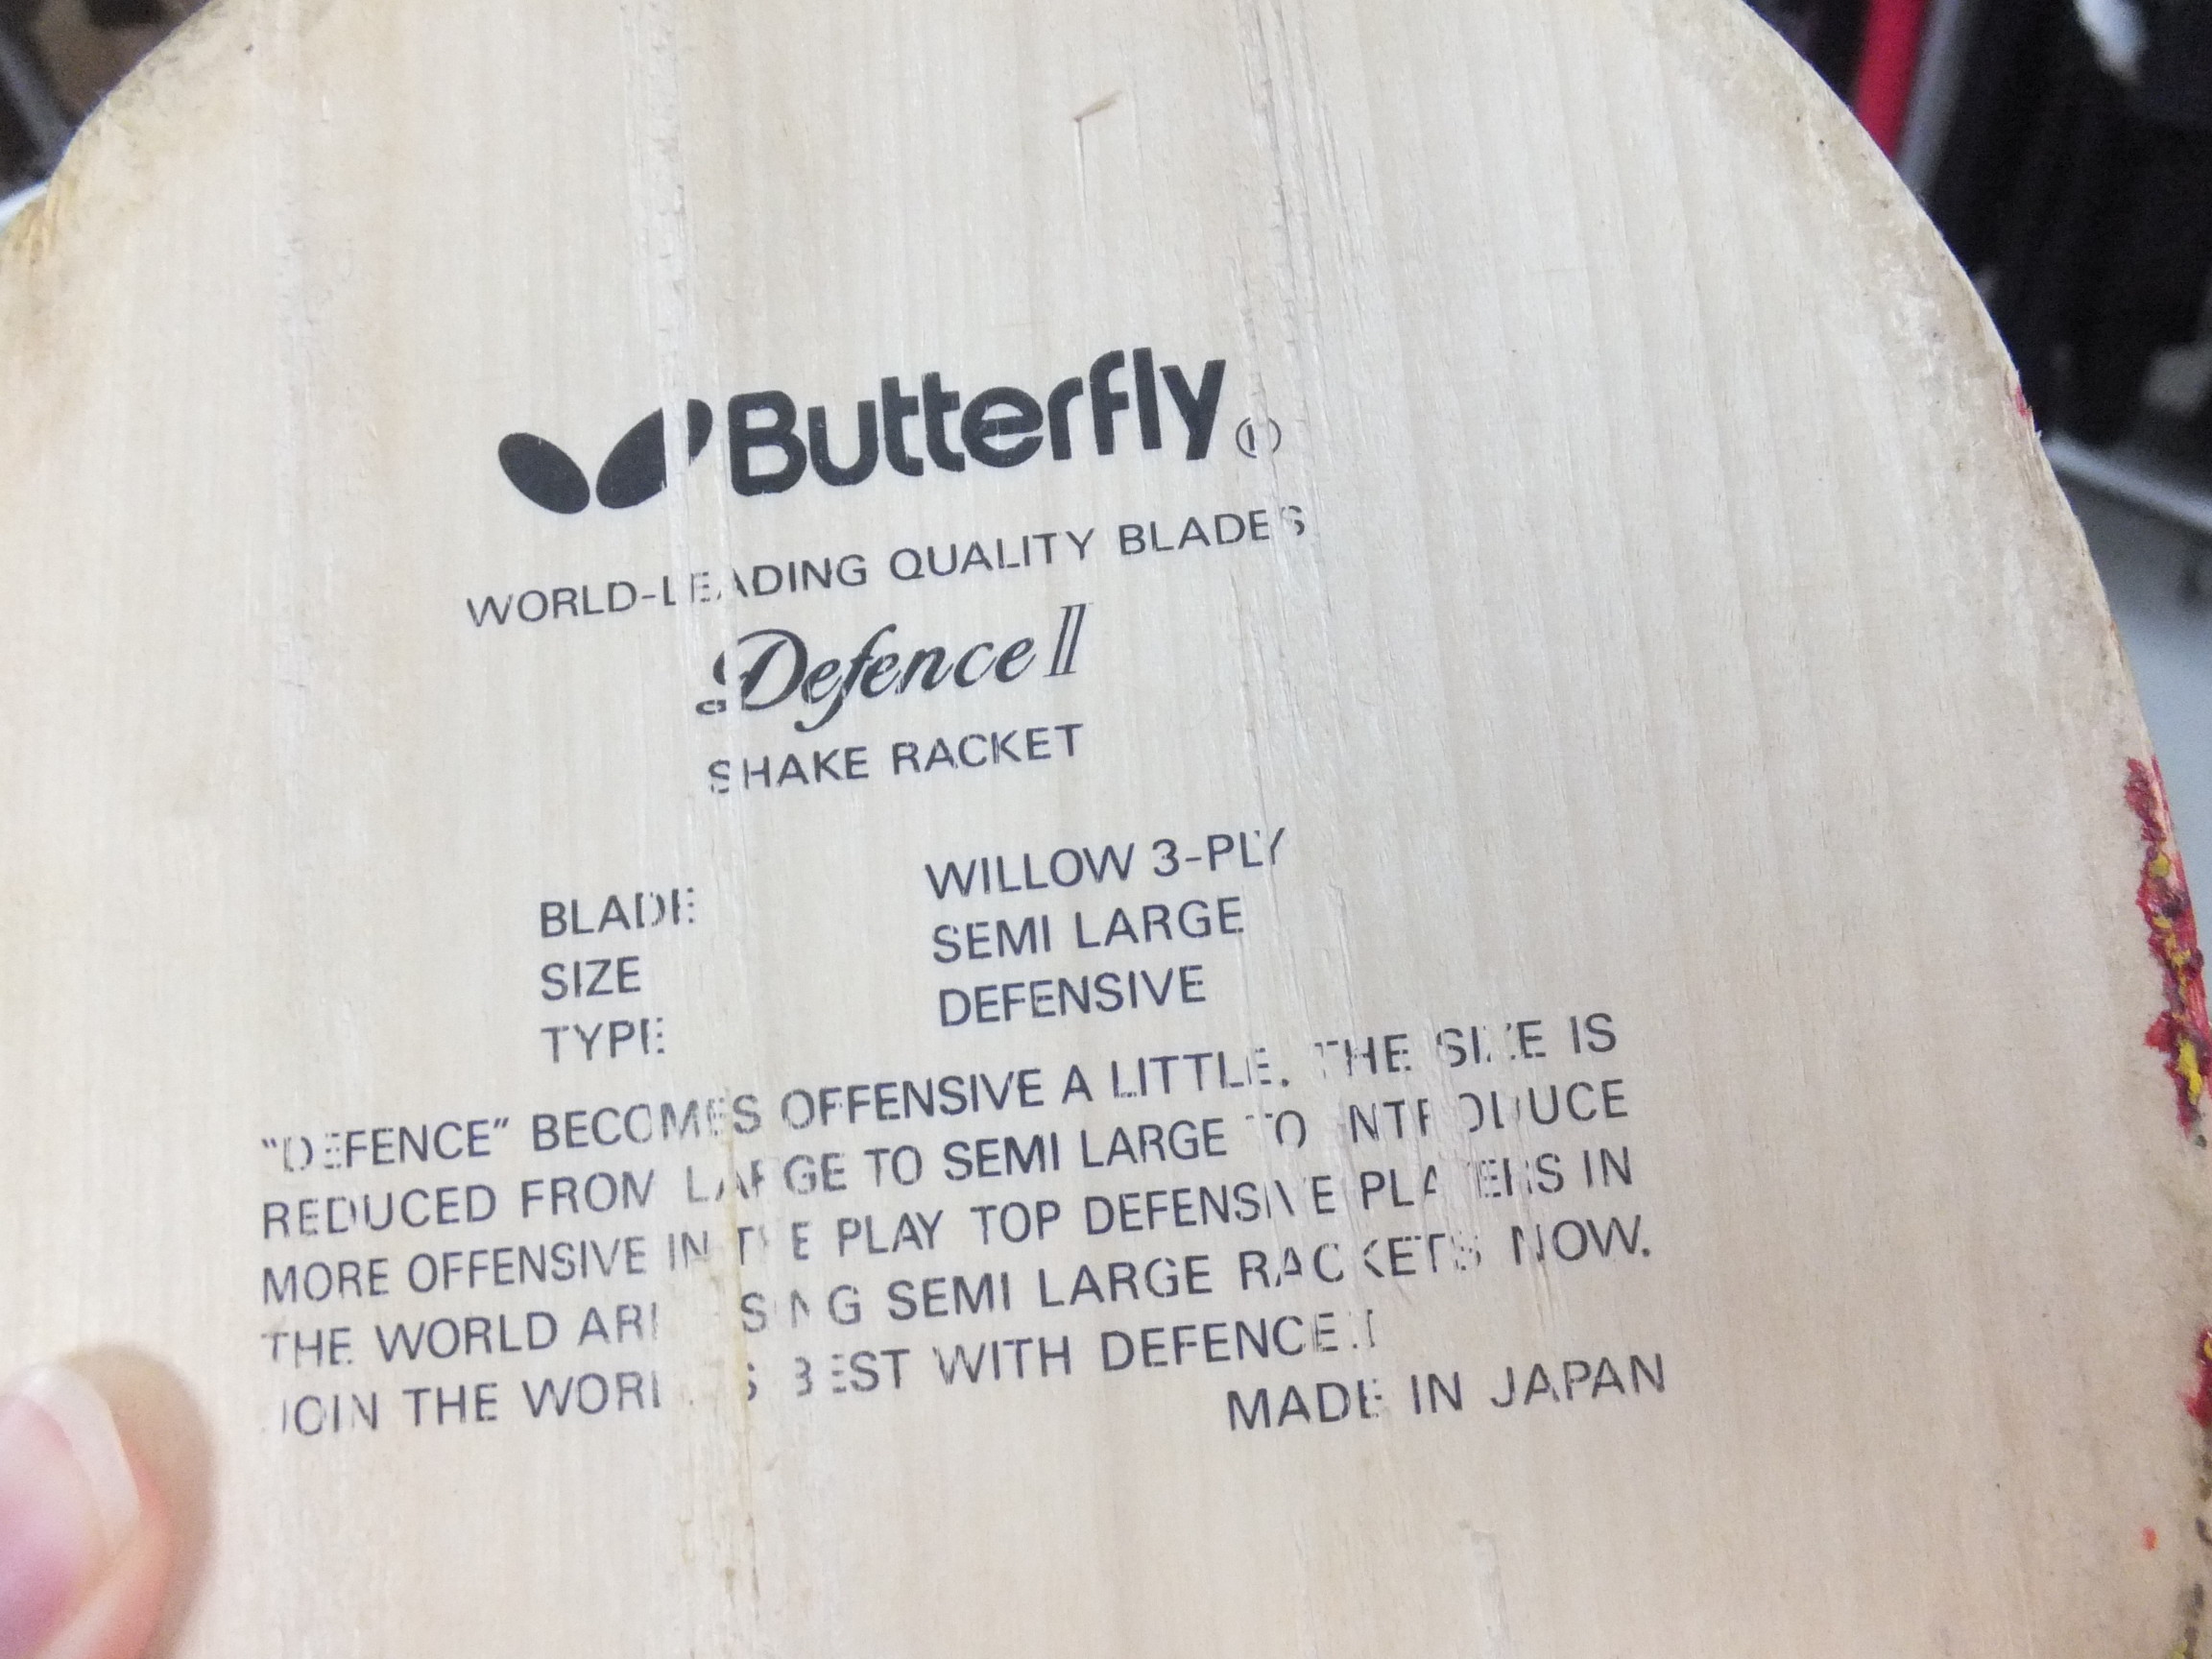 Butterfly ®
WORLD-LEADING QUALITY BLADES
Defence II
SHAKE RACKET
BLADE WILLOW 3-PLY
SIZE SEMI LARGE
TYPE DEFENSIVE
"DEFENCE" BECOMES OFFENSIVE A LITTLE. THE SIZE IS
REDUCED FROM LARGE TO SEMI LARGE TO INTRODUCE
MORE OFFENSIVE IN THE PLAY TOP DEFENSIVE PLAYERS IN
THE WORLD ARE USING SEMI LARGE RACKETS NOW.
JOIN THE WORLD'S BEST WITH DEFENCE II
MADE IN JAPAN